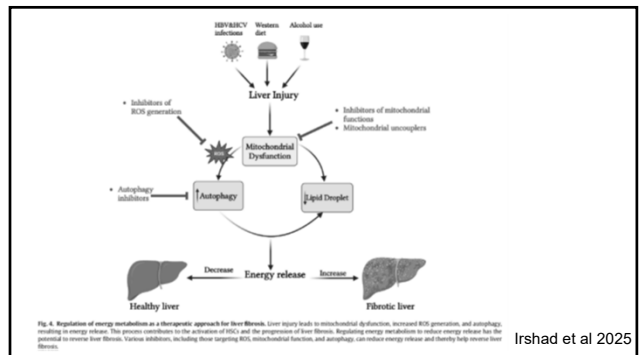 HBV&HCV infections
Western diet
Alcohol use
Liver Injury
• Inhibitors of ROS generation
• Inhibitors of mitochondrial functions
• Mitochondrial uncouplers
ROS
Mitochondrial Dysfunction
• Autophagy inhibitors
↑Autophagy
↓Lipid Droplet
Decrease
Energy release
Increase
Healthy liver
Fibrotic liver
Fig. 4. Regulation of energy metabolism as a therapeutic approach for liver fibrosis. Liver injury leads to mitochondrial dysfunction, increased ROS generation, and autophagy,
resulting in energy release. This process contributes to the activation of HSCs and the progression of liver fibrosis. Regulating energy metabolism to reduce energy release has the
potential to reverse liver fibrosis. Various inhibitors, including those targeting ROS, mitochondrial function, and autophagy, can reduce energy release and thereby help reverse liver
fibrosis.
Irshad et al 2025